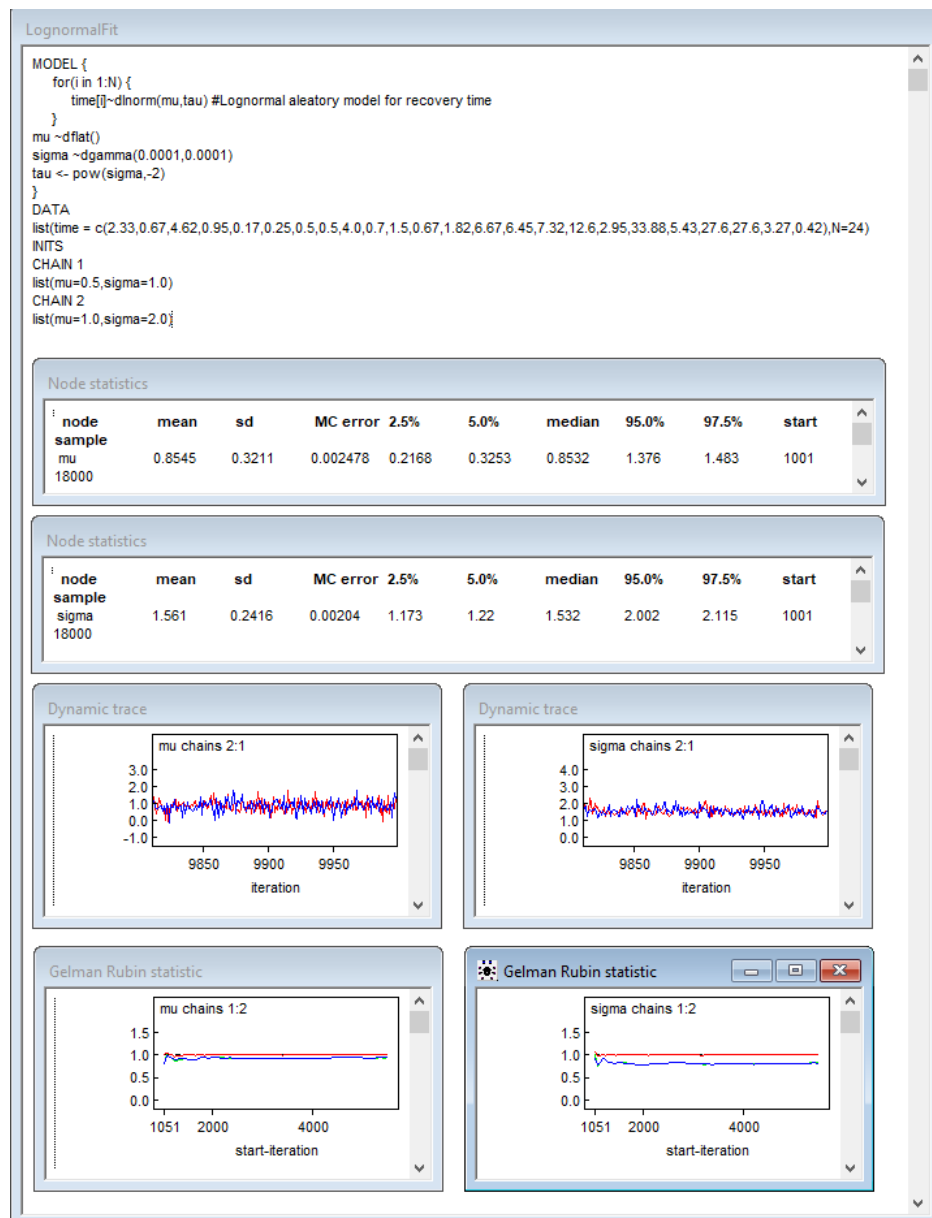 LognormalFit
MODEL {
for(i in 1:N) {
time[i]~dlnorm(mu,tau) #Lognormal aleatory model for recovery time
}
mu ~dflat()
sigma ~dgamma(0.0001,0.0001)
tau <- pow(sigma,-2)
}
DATA
list(time = c(2.33,0.67,4.62,0.95,0.17,0.25,0.5,0.5,4.0,0.7,1.5,0.67,1.82,6.67,6.45,7.32,12.6,2.95,33.88,5.43,27.6,27.6,3.27,0.42),N=24)
INITS
CHAIN 1
list(mu=0.5,sigma=1.0)
CHAIN 2
list(mu=1.0,sigma=2.0)
Node statistics
node mean sd MC error 2.5% 5.0% median 95.0% 97.5% start
sample
mu 0.8545 0.3211 0.002478 0.2168 0.3253 0.8532 1.376 1.483 1001
18000
Node statistics
node mean sd MC error 2.5% 5.0% median 95.0% 97.5% start
sample
sigma 1.561 0.2416 0.00204 1.173 1.22 1.532 2.002 2.115 1001
18000
Dynamic trace
mu chains 2:1
3.0
2.0
1.0
0.0
-1.0
9850 9900 9950
iteration
Dynamic trace
sigma chains 2:1
4.0
3.0
2.0
1.0
0.0
9850 9900 9950
iteration
Gelman Rubin statistic
mu chains 1:2
1.5
1.0
0.5
0.0
1051 2000 4000
start-iteration
Gelman Rubin statistic
sigma chains 1:2
1.5
1.0
0.5
0.0
1051 2000 4000
start-iteration